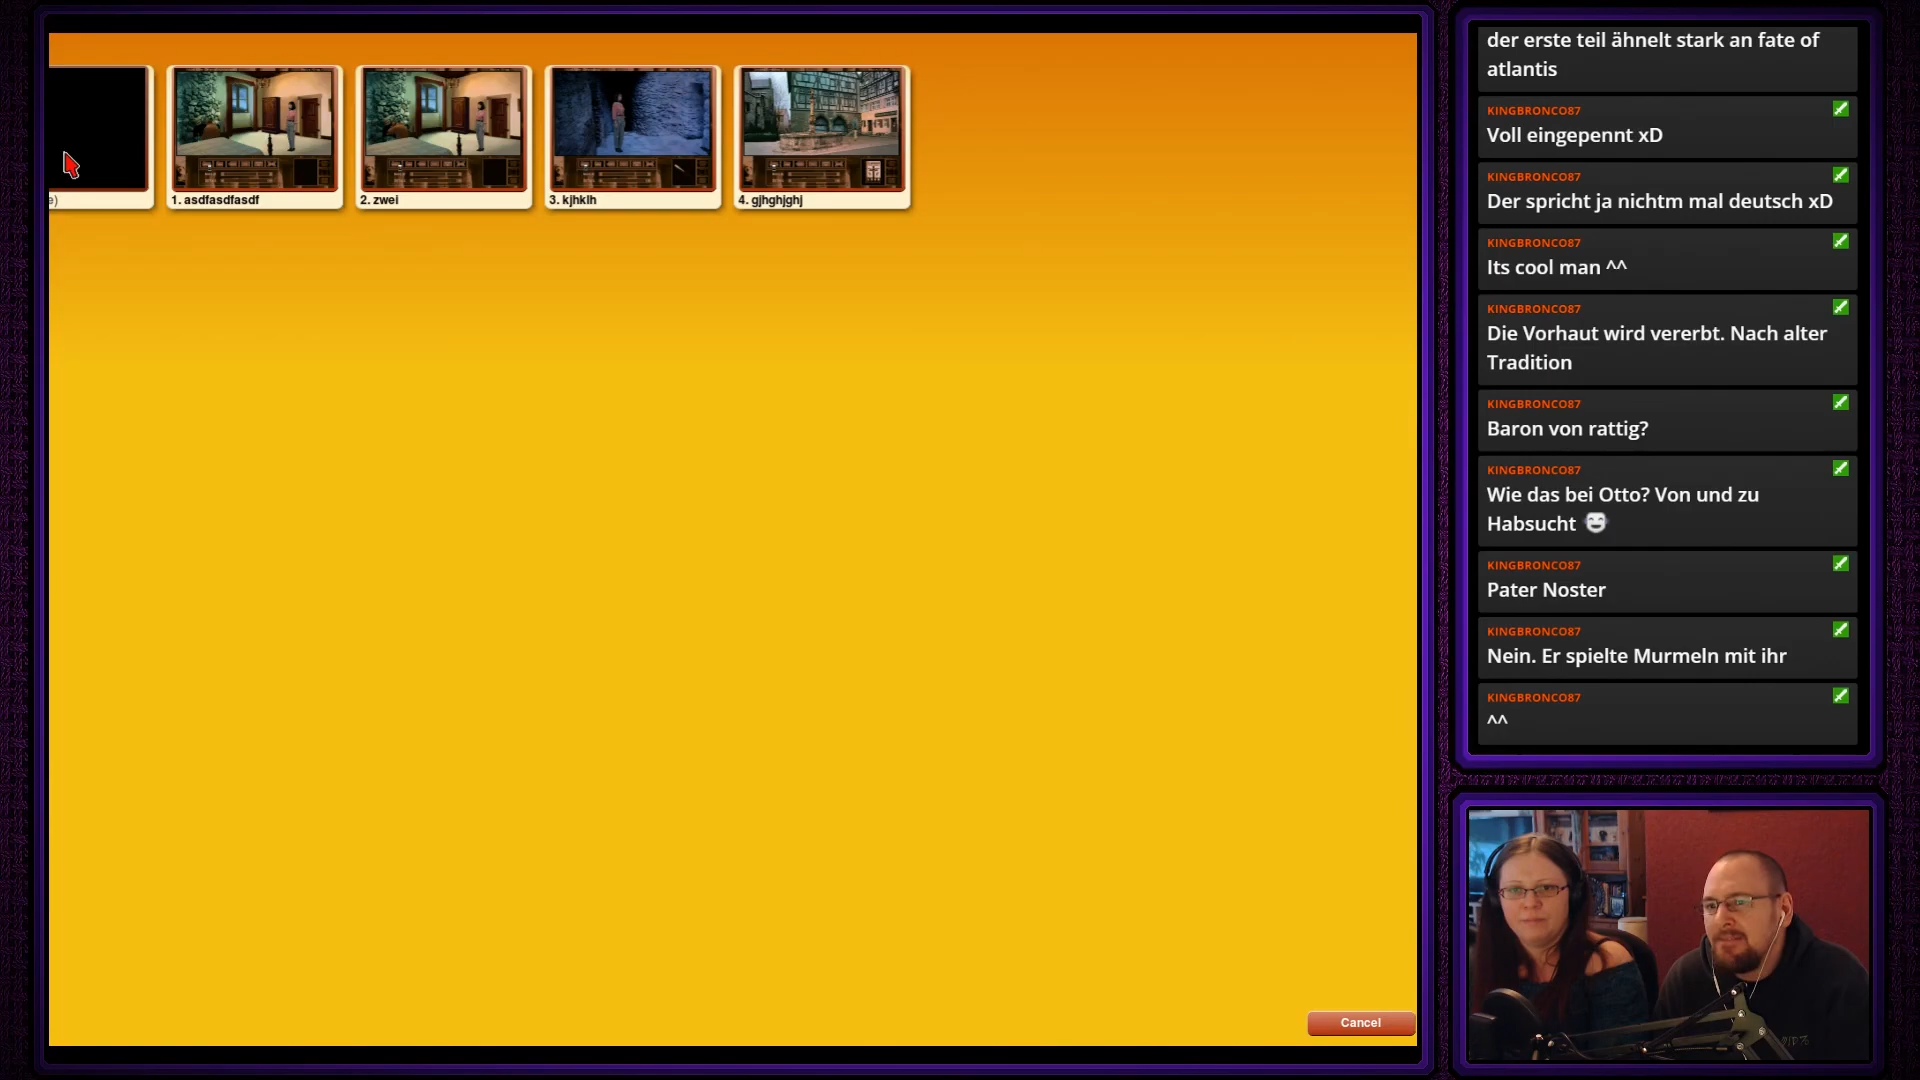 e)
1. asdfasdfasdf
2. zwei
3. kjhklh
4. gjhghjghj
Cancel
der erste teil ähnelt stark an fate of
atlantis
KINGBRONCO87
Voll eingepennt xD
KINGBRONCO87
Der spricht ja nichtm mal deutsch xD
KINGBRONCO87
Its cool man ^^
KINGBRONCO87
Die Vorhaut wird vererbt. Nach alter
Tradition
KINGBRONCO87
Baron von rattig?
KINGBRONCO87
Wie das bei Otto? Von und zu
Habsucht
KINGBRONCO87
Pater Noster
KINGBRONCO87
Nein. Er spielte Murmeln mit ihr
KINGBRONCO87
^^